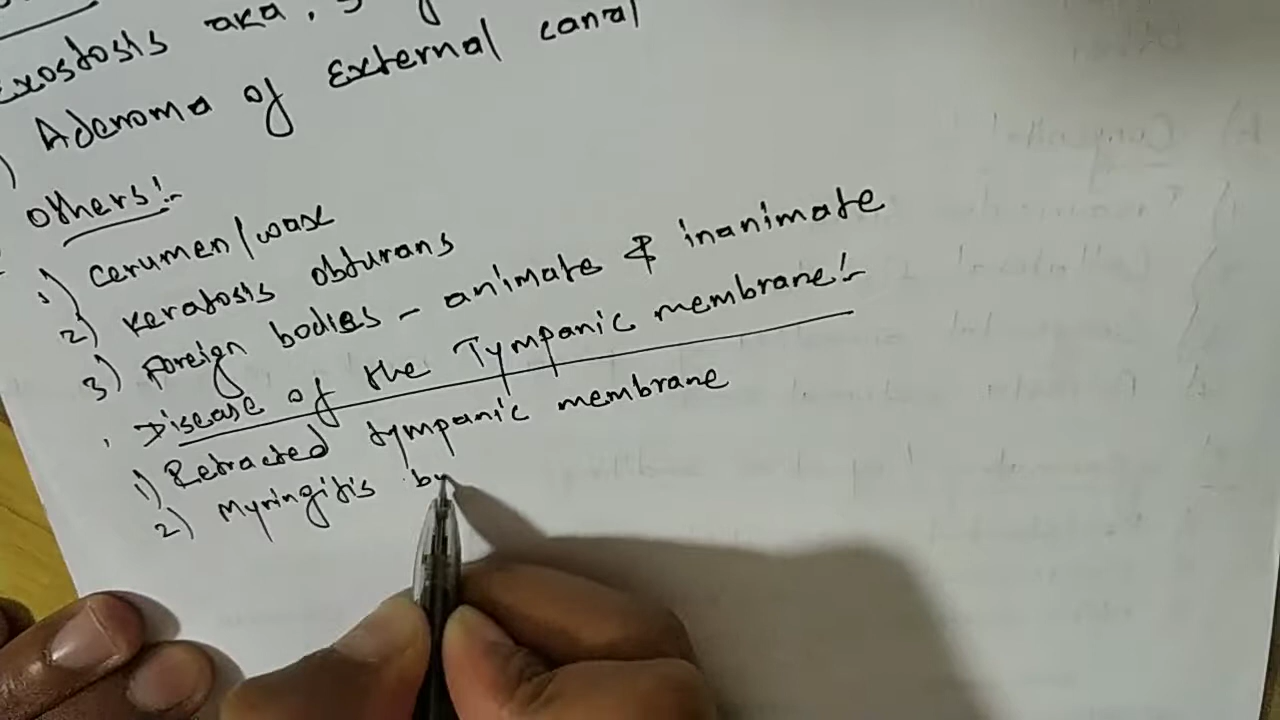 Exostosis aka,
Adenoma of External canal
Others:-
1) Cerumen/wax
2) Keratosis obturans
3) Foreign bodies - animate & inanimate
Disease of the Tympanic membrane:-
1) Retracted tympanic membrane
2) Myringitis bu